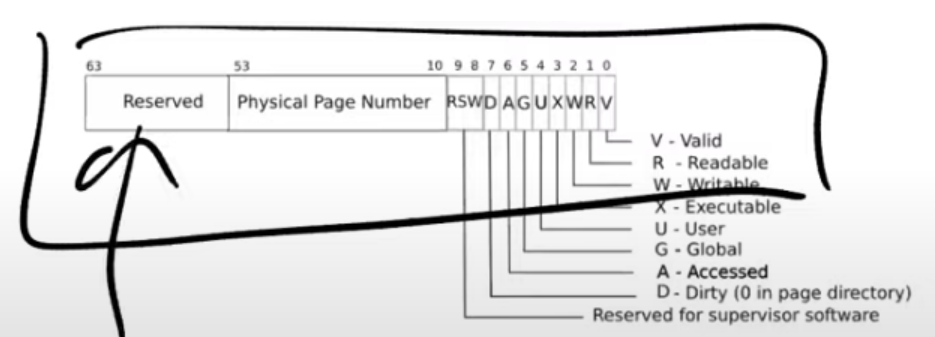 63 53 10 9 8 7 6 5 4 3 2 1 0
Reserved Physical Page Number RSW D A G U X W R V
V - Valid
R - Readable
W - Writable
X - Executable
U - User
G - Global
A - Accessed
D - Dirty (0 in page directory)
Reserved for supervisor software